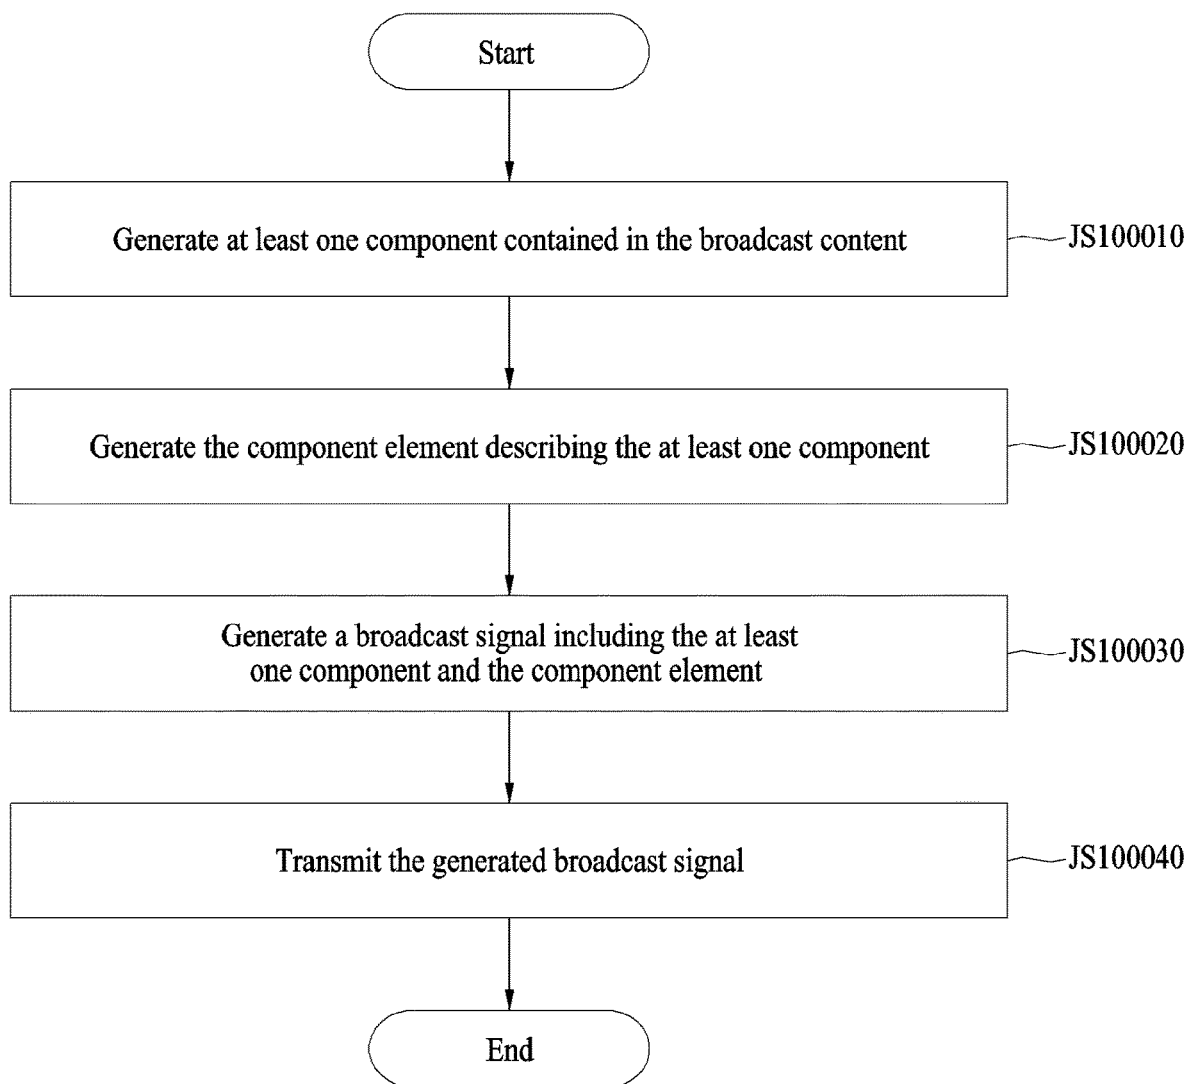 Start
Generate at least one component contained in the broadcast content
JS100010
Generate the component element describing the at least one component
JS100020
Generate a broadcast signal including the at least
one component and the component element
JS100030
Transmit the generated broadcast signal
JS100040
End